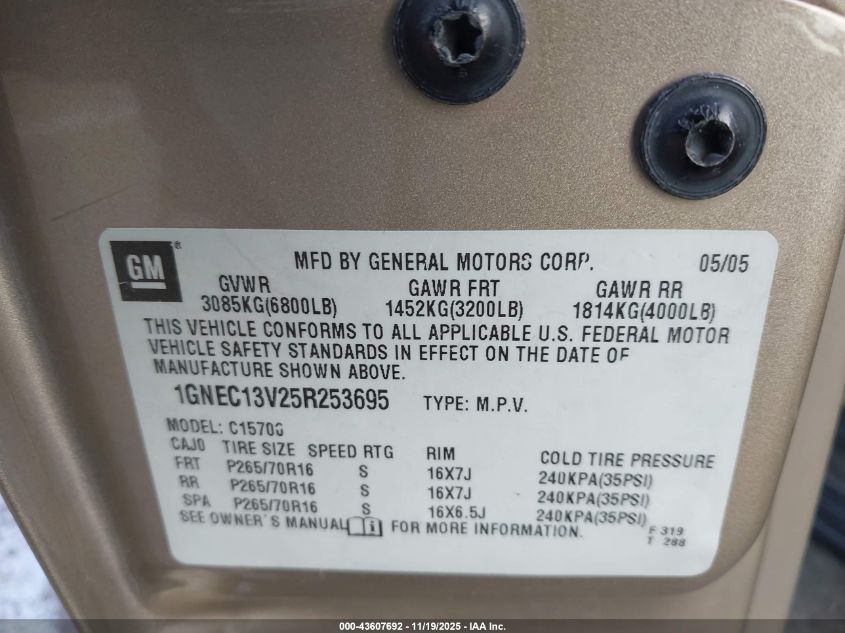 GM ®
MFD BY GENERAL MOTORS CORP. 05/05
GVWR GAWR FRT GAWR RR
3085KG(6800LB) 1452KG(3200LB) 1814KG(4000LB)
THIS VEHICLE CONFORMS TO ALL APPLICABLE U.S. FEDERAL MOTOR
VEHICLE SAFETY STANDARDS IN EFFECT ON THE DATE OF
MANUFACTURE SHOWN ABOVE.
1GNEC13V25R253695 TYPE: M.P.V.
MODEL: C15706
CAJ0 TIRE SIZE SPEED RTG RIM COLD TIRE PRESSURE
FRT P265/70R16 S 16X7J 240KPA(35PSI)
RR P265/70R16 S 16X7J 240KPA(35PSI)
SPA P265/70R16 S 16X6.5J 240KPA(35PSI)
SEE OWNER'S MANUAL i FOR MORE INFORMATION.
F 319
T 288
000-43607692 - 11/19/2025 - IAA Inc.